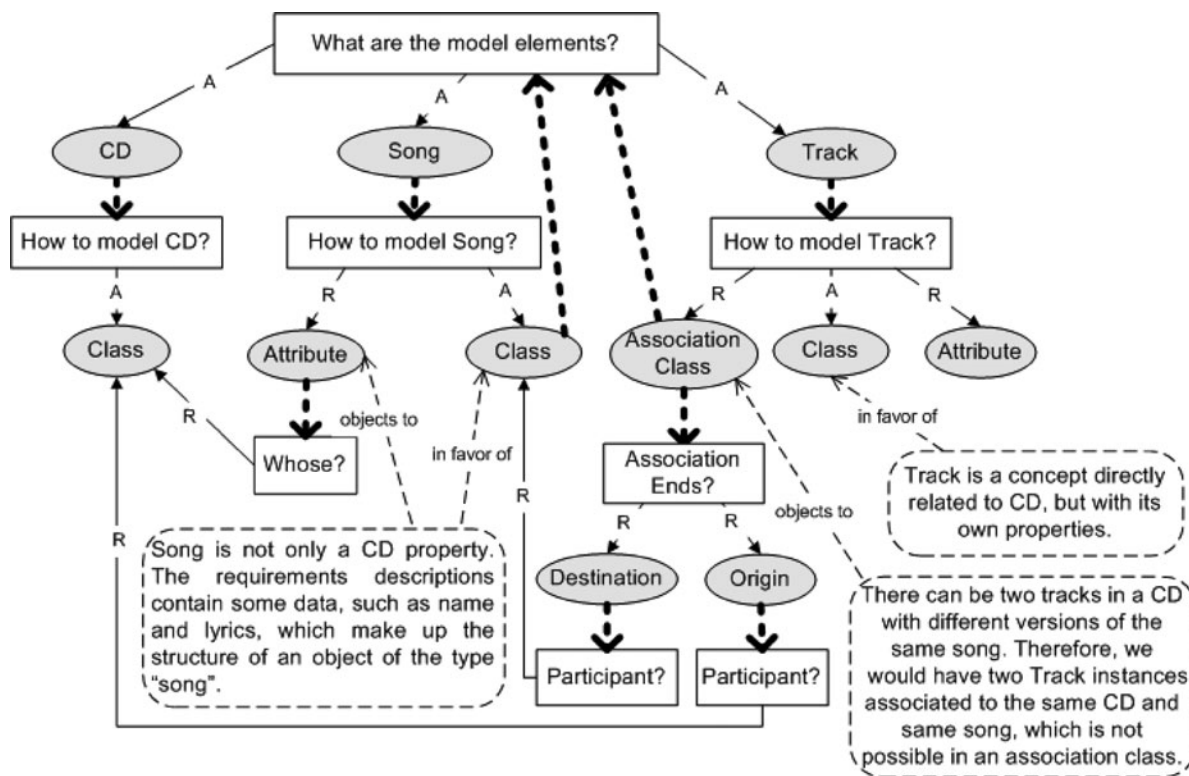 What are the model elements?
A
A
A
CD
Song
Track
How to model CD?
How to model Song?
How to model Track?
A
R
A
R
A
R
Class
Attribute
Class
Association
Class
Class
Attribute
R
objects to
in favor of
in favor of
Whose?
Association
Ends?
Track is a concept directly
related to CD, but with its
own properties.
R
R
R
R
objects to
Song is not only a CD property.
The requirements descriptions
contain some data, such as name
and lyrics, which make up the
structure of an object of the type
"song".
Destination
Origin
Participant?
Participant?
There can be two tracks in a CD
with different versions of the
same song. Therefore, we
would have two Track instances
associated to the same CD and
same song, which is not
possible in an association class.